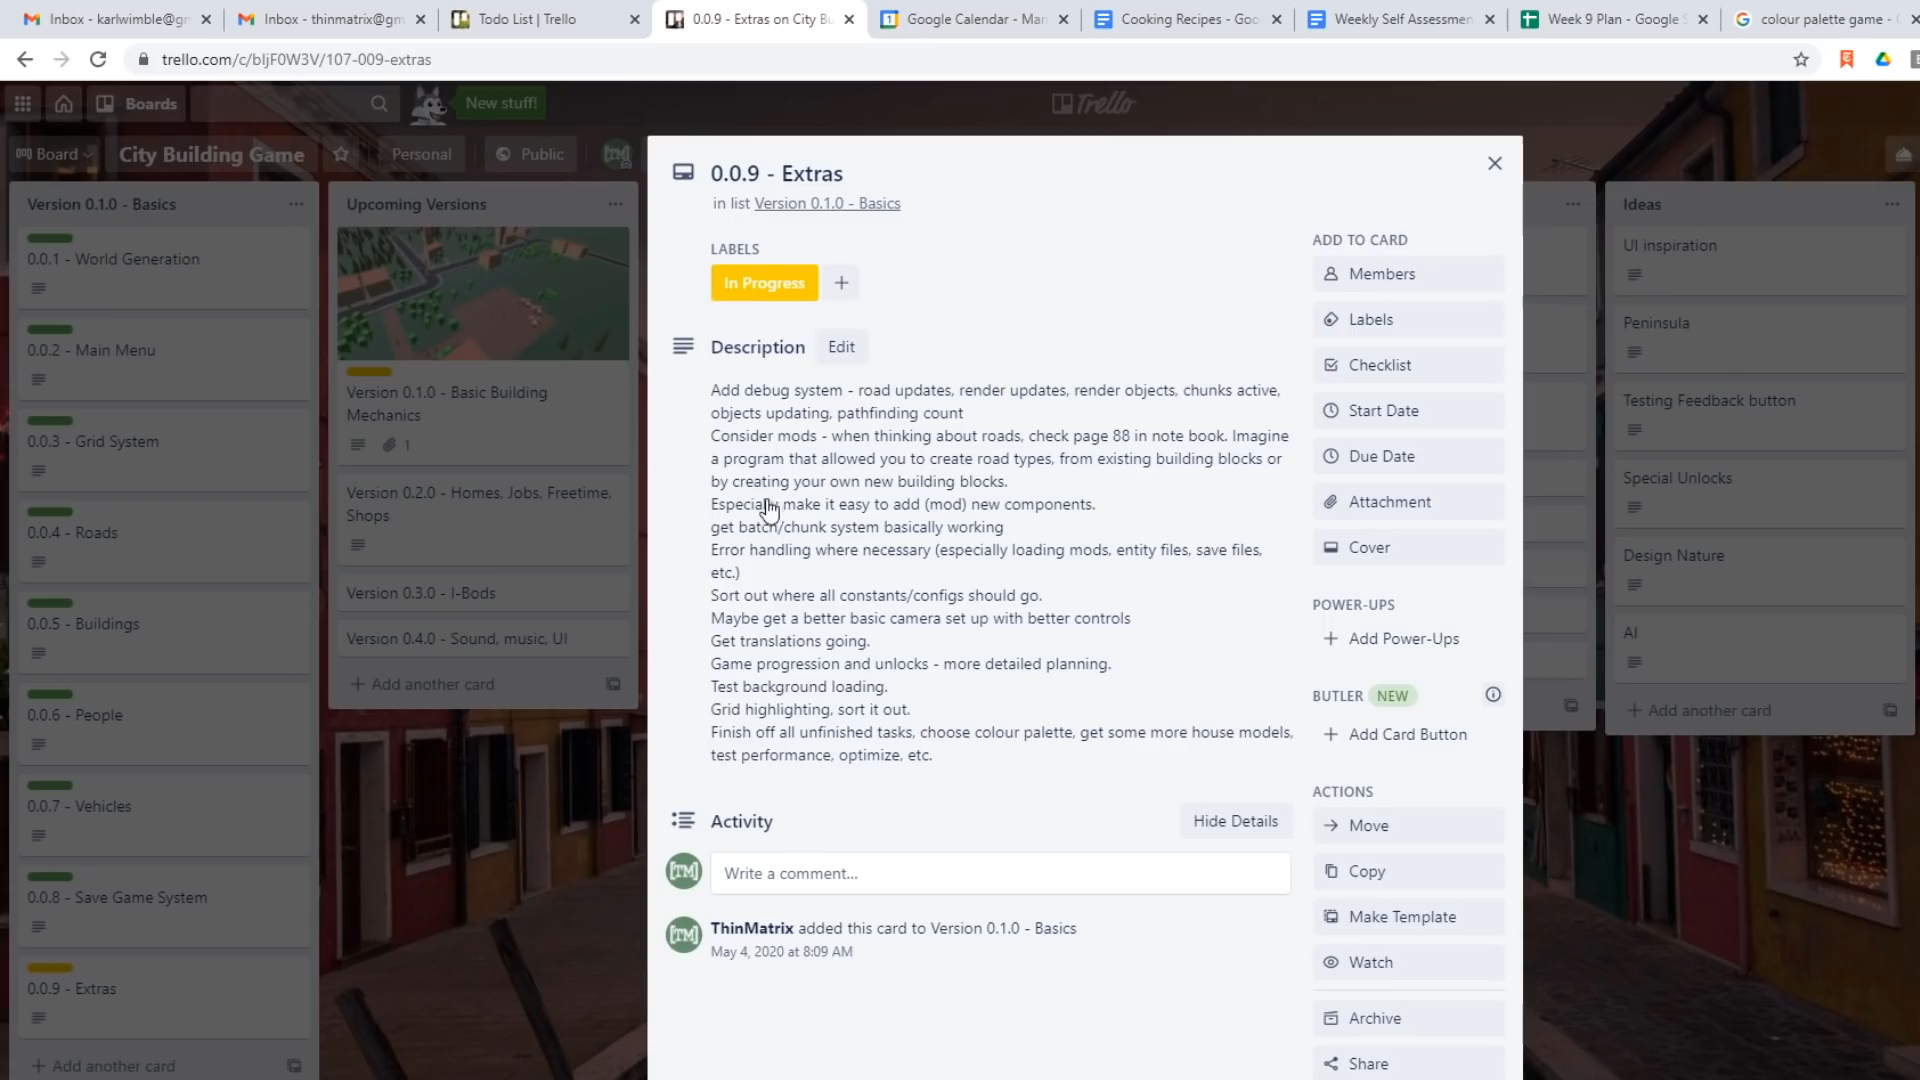 Inbox - karlwimble@gm
Inbox - thinmatrix@gm
Todo List | Trello
0.0.9 - Extras on City Bu
Google Calendar - Mar
Cooking Recipes - Goo
Weekly Self Assessmen
Week 9 Plan - Google S
colour palette game -
trello.com/c/bIjF0W3V/107-009-extras
Boards
New stuff!
Trello
Board
City Building Game
Personal
Public
Version 0.1.0 - Basics
0.0.1 - World Generation
0.0.2 - Main Menu
0.0.3 - Grid System
0.0.4 - Roads
0.0.5 - Buildings
0.0.6 - People
0.0.7 - Vehicles
0.0.8 - Save Game System
0.0.9 - Extras
+ Add another card
Upcoming Versions
Version 0.1.0 - Basic Building
Mechanics
1
Version 0.2.0 - Homes, Jobs, Freetime,
Shops
Version 0.3.0 - I-Bods
Version 0.4.0 - Sound, music, UI
+ Add another card
0.0.9 - Extras
in list Version 0.1.0 - Basics
LABELS
In Progress
Description
Edit
Add debug system - road updates, render updates, render objects, chunks active,
objects updating, pathfinding count
Consider mods - when thinking about roads, check page 88 in note book. Imagine
a program that allowed you to create road types, from existing building blocks or
by creating your own new building blocks.
Especially make it easy to add (mod) new components.
get batch/chunk system basically working
Error handling where necessary (especially loading mods, entity files, save files,
etc.)
Sort out where all constants/configs should go.
Maybe get a better basic camera set up with better controls
Get translations going.
Game progression and unlocks - more detailed planning.
Test background loading.
Grid highlighting, sort it out.
Finish off all unfinished tasks, choose colour palette, get some more house models,
test performance, optimize, etc.
Activity
Hide Details
[TM]
Write a comment...
[TM]
ThinMatrix added this card to Version 0.1.0 - Basics
May 4, 2020 at 8:09 AM
ADD TO CARD
Members
Labels
Checklist
Start Date
Due Date
Attachment
Cover
POWER-UPS
+ Add Power-Ups
BUTLER NEW
+ Add Card Button
ACTIONS
Move
Copy
Make Template
Watch
Archive
Share
Ideas
UI inspiration
Peninsula
Testing Feedback button
Special Unlocks
Design Nature
AI
+ Add another card